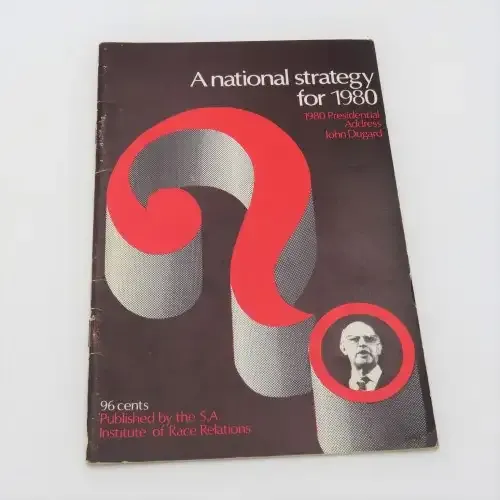 A national strategy
for 1980
1980 Presidential
Address
John Dugard
96 cents
Published by the S.A
Institute of Race Relations